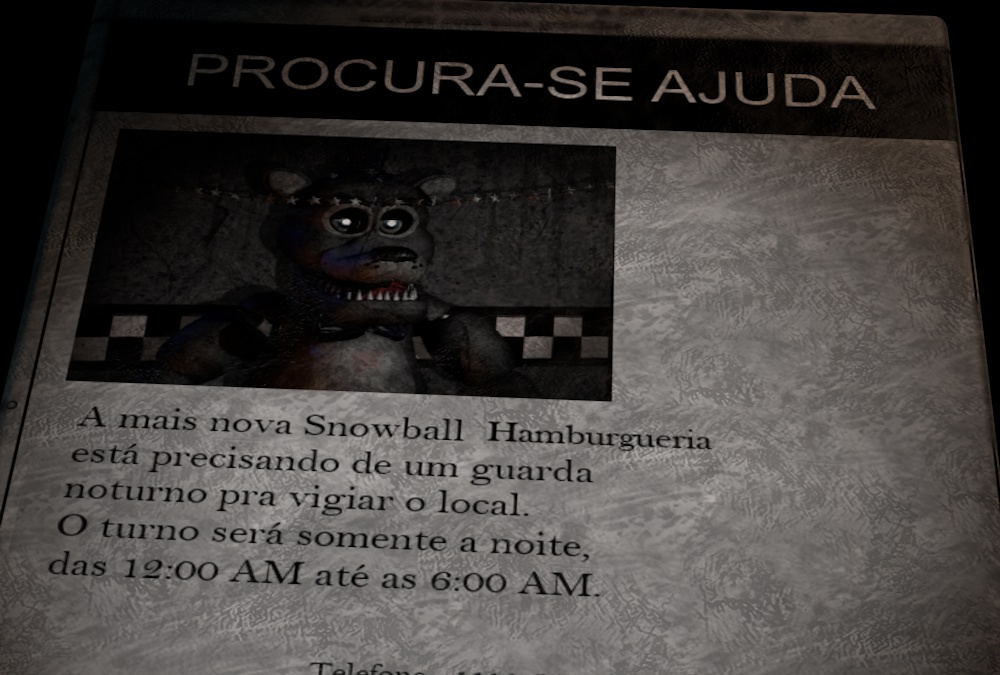 PROCURA-SE AJUDA
A mais nova Snowball Hamburgueria
está precisando de um guarda
noturno pra vigiar o local.
O turno será somente a noite,
das 12:00 AM até as 6:00 AM.
Telefone